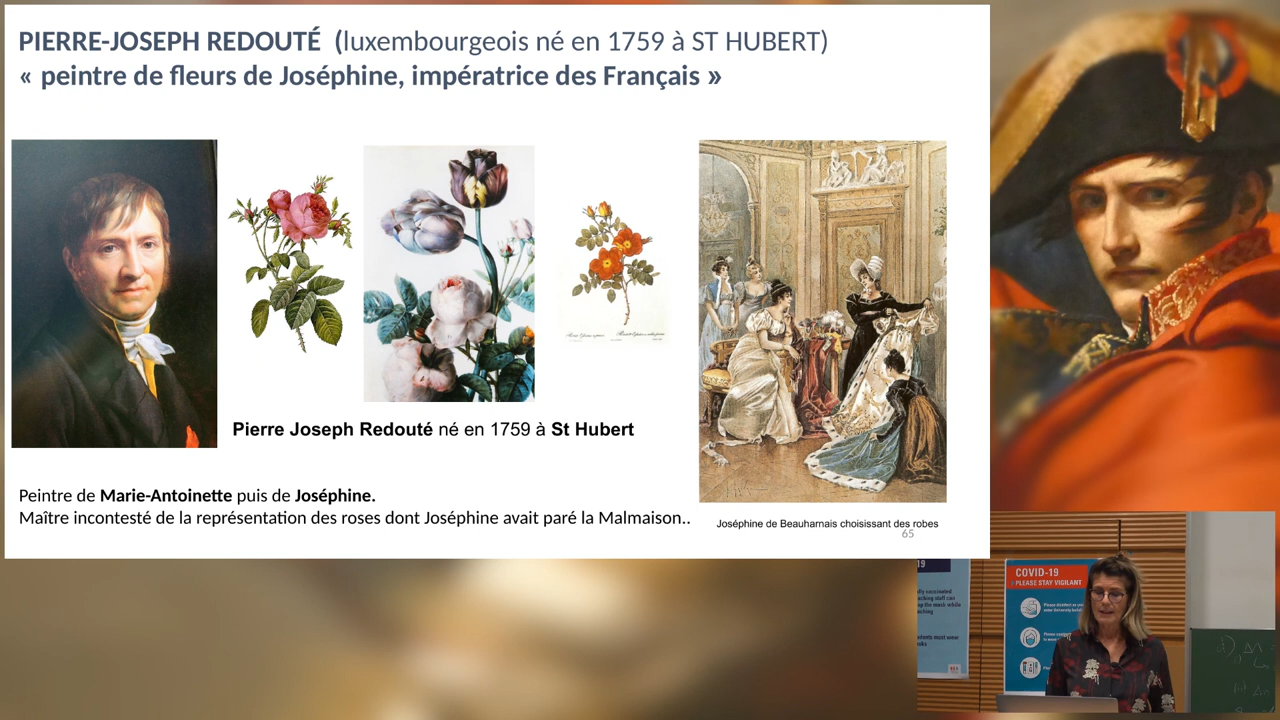 PIERRE-JOSEPH REDOUTÉ (luxembourgeois né en 1759 à ST HUBERT)
« peintre de fleurs de Joséphine, impératrice des Français »
Pierre Joseph Redouté né en 1759 à St Hubert
Peintre de Marie-Antoinette puis de Joséphine.
Maître incontesté de la représentation des roses dont Joséphine avait paré la Malmaison..
Joséphine de Beauharnais choisissant des robes
65
19
COVID-19
PLEASE STAY VIGILANT